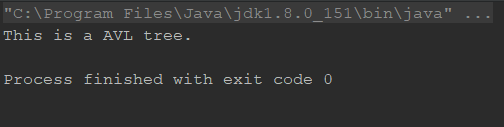 "C:\Program Files\Java\jdk1.8.0_151\bin\java" ...
This is a AVL tree.
Process finished with exit code 0